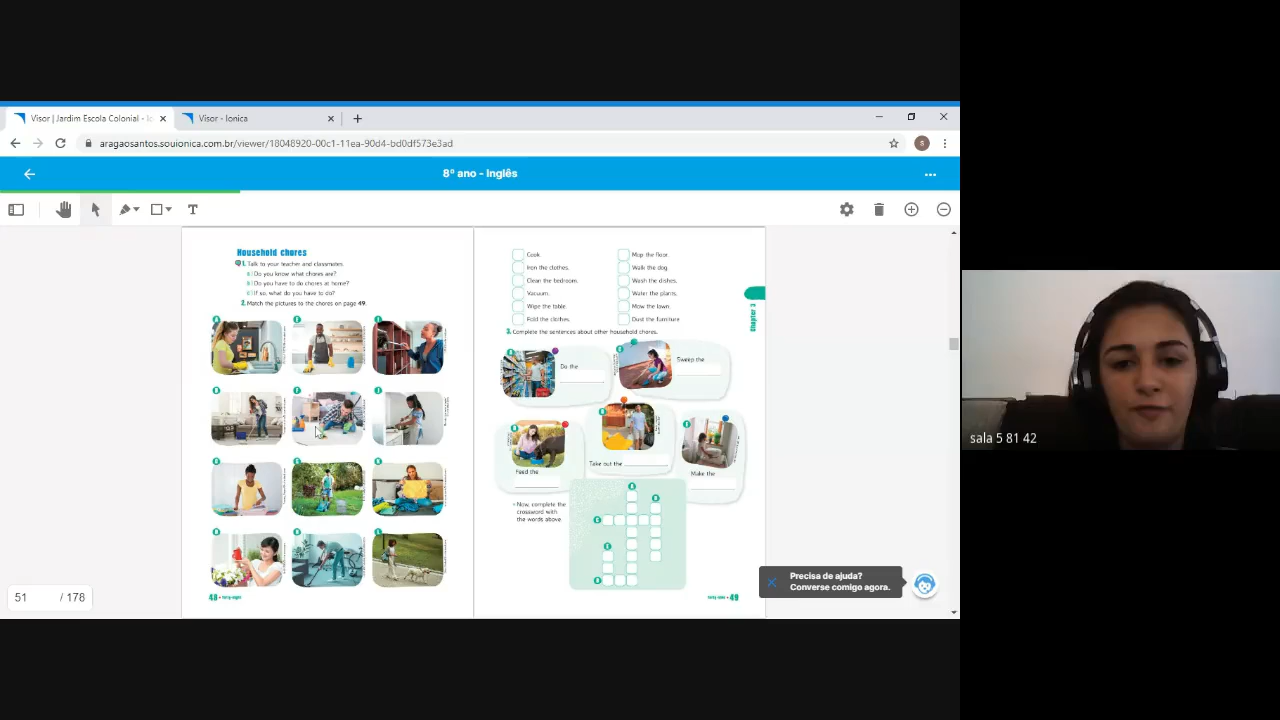 Visor | Jardim Escola Colonial - Io
Visor - Ionica
aragaosantos.souionica.com.br/viewer/18048920-00c1-11ea-90d4-bd0df573e3ad
8º ano - Inglês
Household chores
1. Talk to your teacher and classmates.
Do you know what chores are?
Do you have to do chores at home?
If so, what do you have to do?
2. Match the pictures to the chores on page 49.
48 • forty-eight
Cook.
Iron the clothes.
Clean the bedroom.
Vacuum.
Wipe the table.
Fold the clothes.
Mop the floor.
Walk the dog.
Wash the dishes.
Water the plants.
Mow the lawn.
Dust the furniture.
Chapter 3
3. Complete the sentences about other household chores.
Do the
Sweep the
Feed the
Take out the
Make the
• Now, complete the
crossword with
the words above.
forty-nine • 49
51 / 178
Precisa de ajuda?
Converse comigo agora.
sala 5 81 42